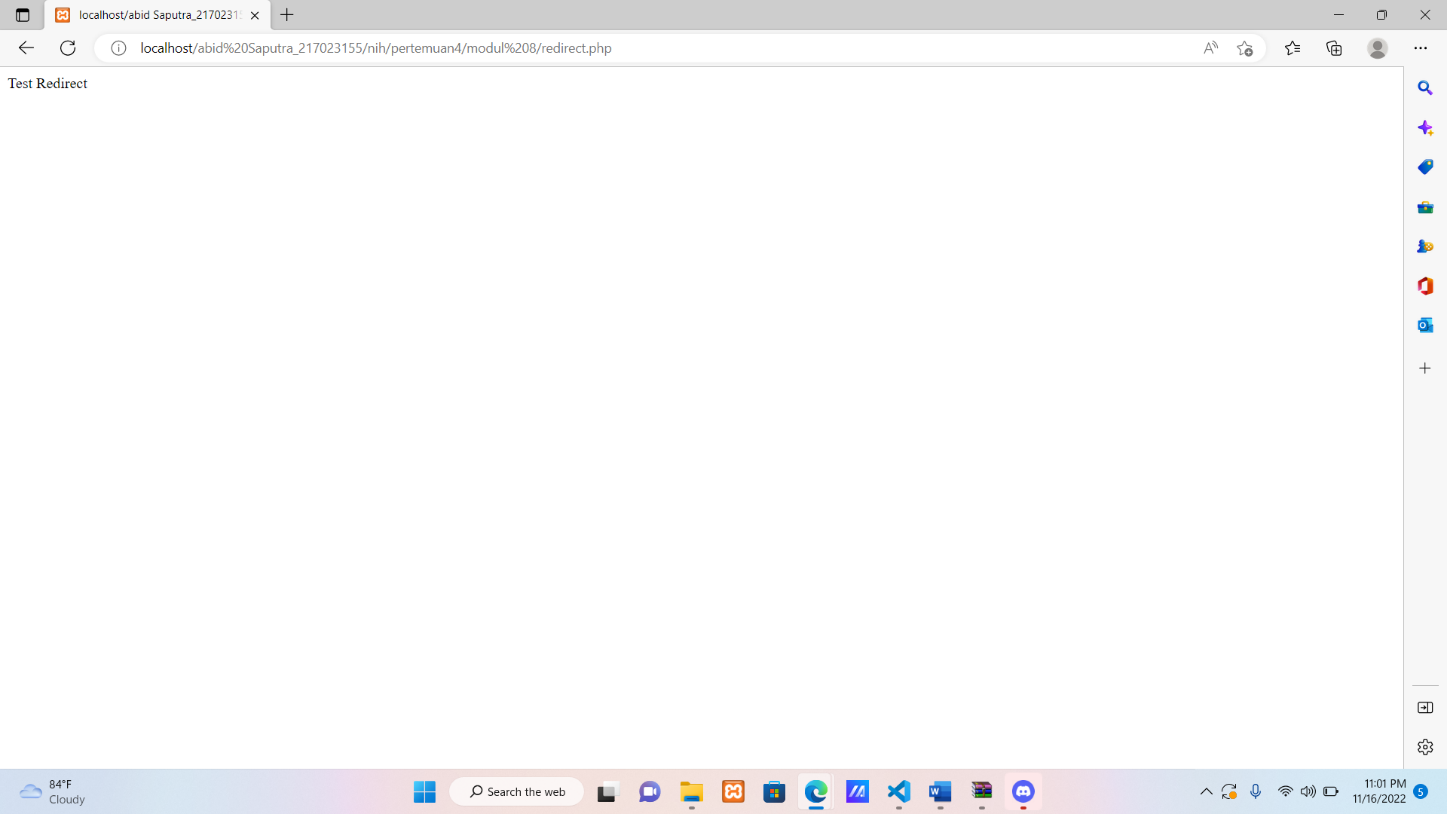 localhost/abid Saputra_21702315
localhost/abid%20Saputra_217023155/nih/pertemuan4/modul%208/redirect.php
Test Redirect
84°F
Cloudy
Search the web
11:01 PM
11/16/2022
5